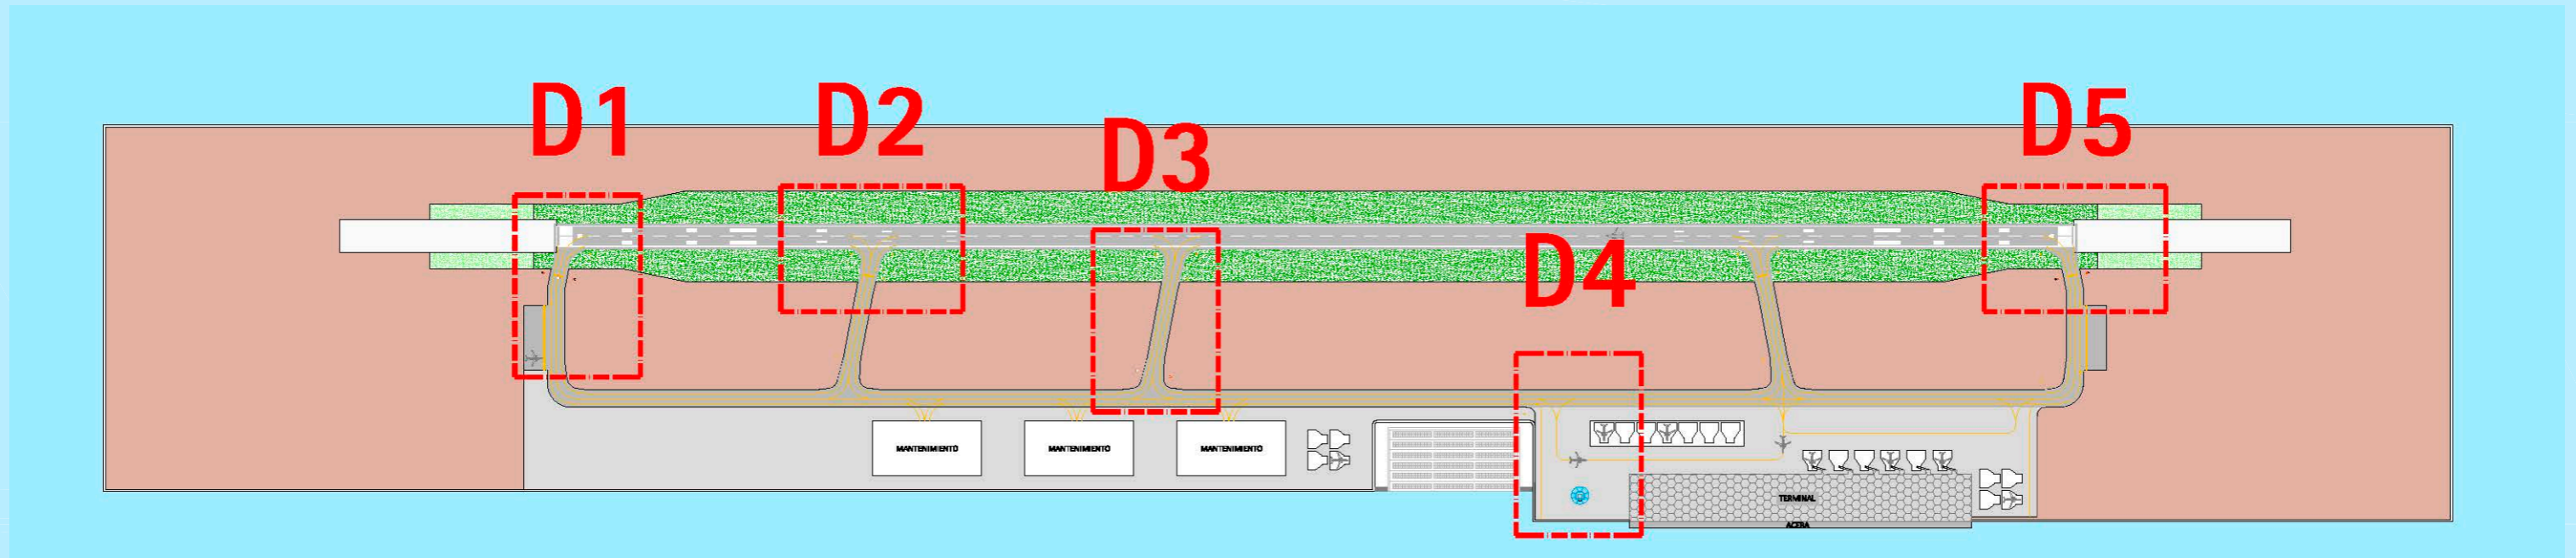 D1
D2
D3
D4
D5
MANTENIMIENTO
MANTENIMIENTO
MANTENIMIENTO
TERMINAL
ACERA